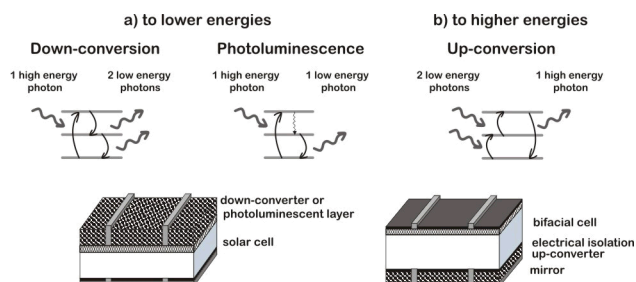 a) to lower energies
b) to higher energies
Down-conversion
Photoluminescence
Up-conversion
1 high energy
photon
2 low energy
photons
1 high energy
photon
1 low energy
photon
2 low energy
photons
1 high energy
photon
down-converter or
photoluminescent layer
solar cell
bifacial cell
electrical isolation
up-converter
mirror